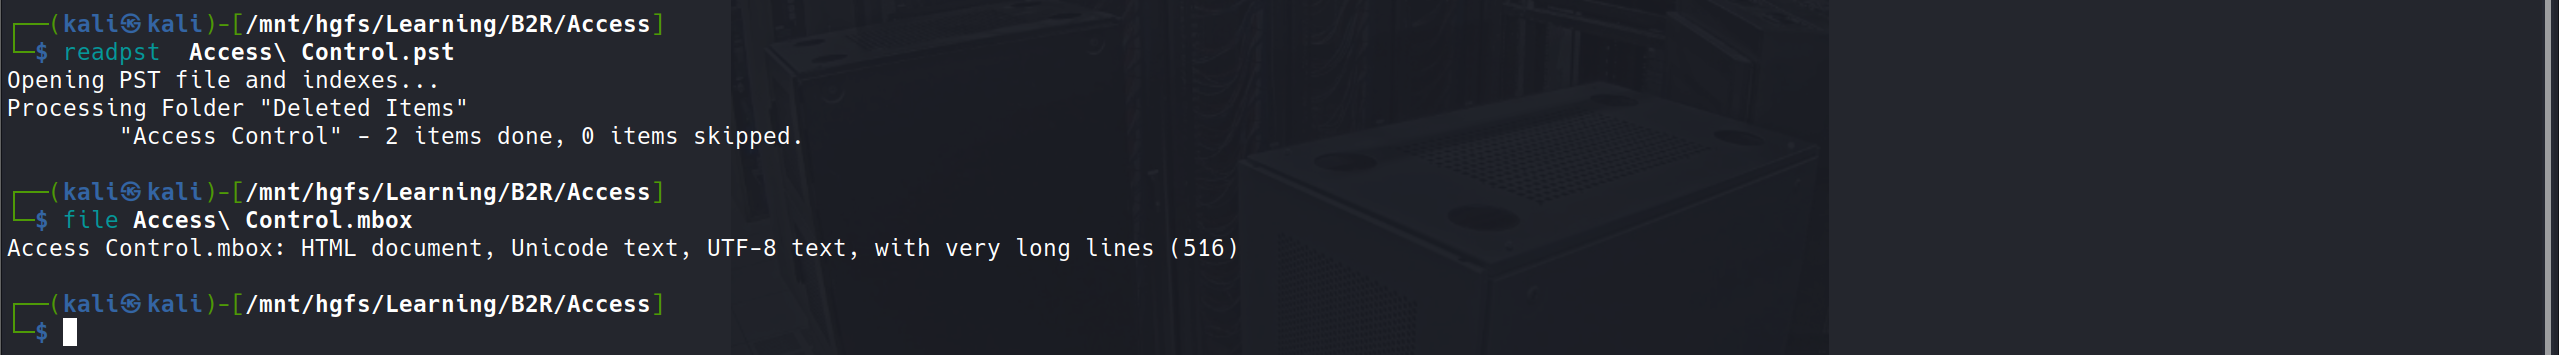 ┌──(kali㉿kali)-[/mnt/hgfs/Learning/B2R/Access]
└─$ readpst  Access\ Control.pst
Opening PST file and indexes...
Processing Folder "Deleted Items"
        "Access Control" - 2 items done, 0 items skipped.
┌──(kali㉿kali)-[/mnt/hgfs/Learning/B2R/Access]
└─$ file Access\ Control.mbox
Access Control.mbox: HTML document, Unicode text, UTF-8 text, with very long lines (516)
┌──(kali㉿kali)-[/mnt/hgfs/Learning/B2R/Access]
└─$